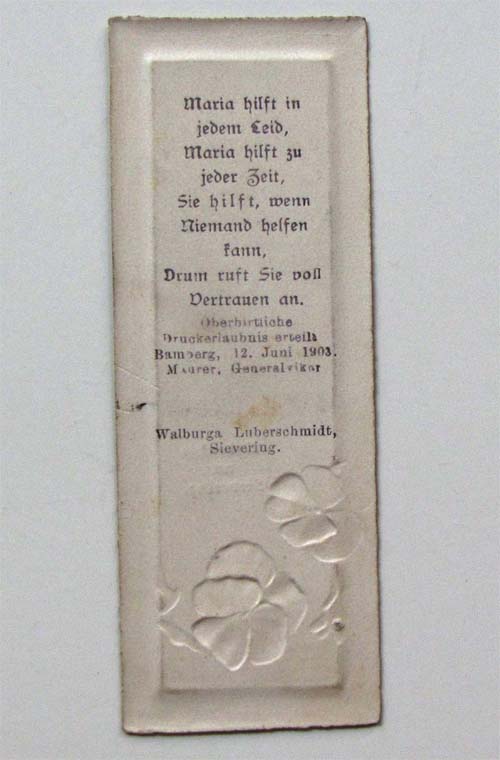 Maria hilft in
jedem Leid,
Maria hilft zu
jeder Zeit,
Sie hilft, wenn
Niemand helfen
kann,
Drum ruft Sie voll
Vertrauen an.
Oberhirtliche
Druckerlaubnis erteilt
Bamberg, 12. Juni 1903.
Maurer, Generalvikar
Walburga Luberschmidt,
Sievering.